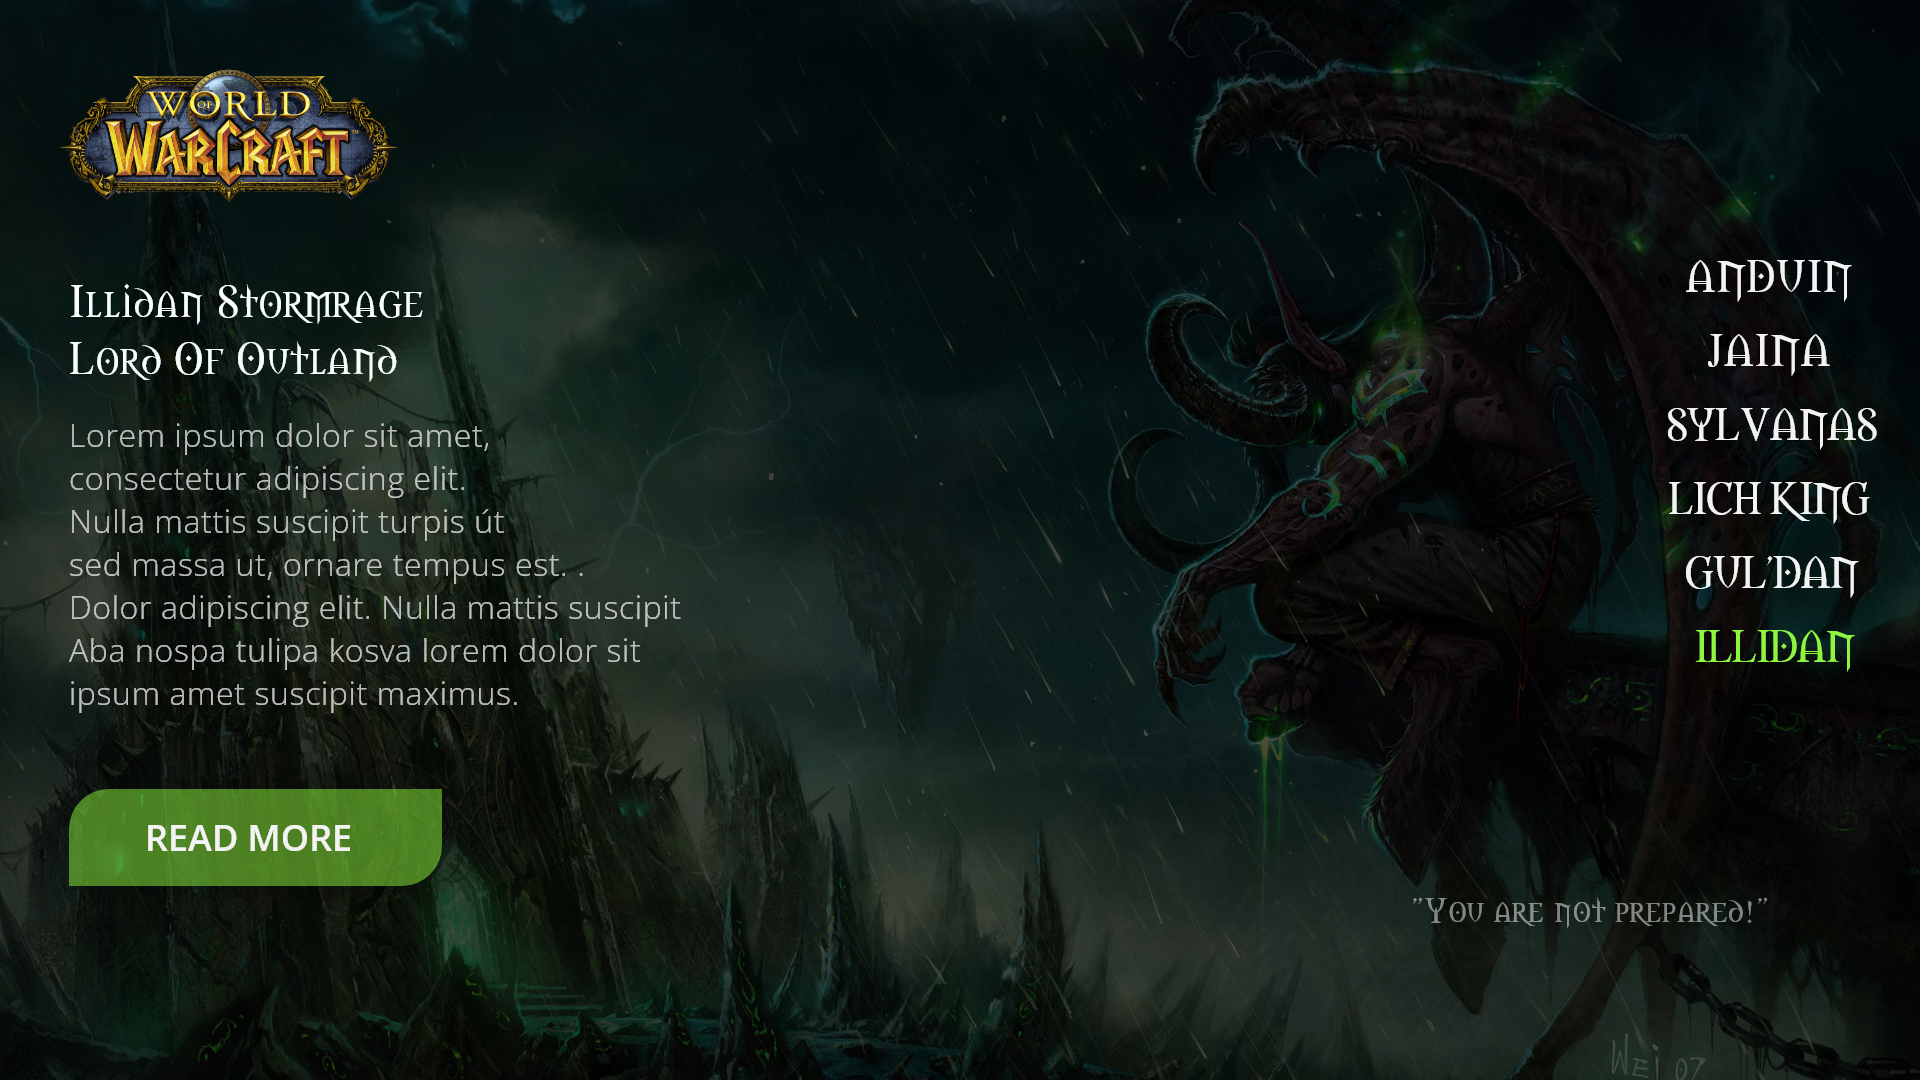 WORLD
OF
WARCRAFT
™
Illidan Stormrage
Lord Of Outland
Lorem ipsum dolor sit amet,
consectetur adipiscing elit.
Nulla mattis suscipit turpis út
sed massa ut, ornare tempus est. .
Dolor adipiscing elit. Nulla mattis suscipit
Aba nospa tulipa kosva lorem dolor sit
ipsum amet suscipit maximus.
READ MORE
ANDUIN
JAINA
SYLVANAS
LICH KING
GUL'DAN
ILLIDAN
"You are not prepared!"
Wei 07